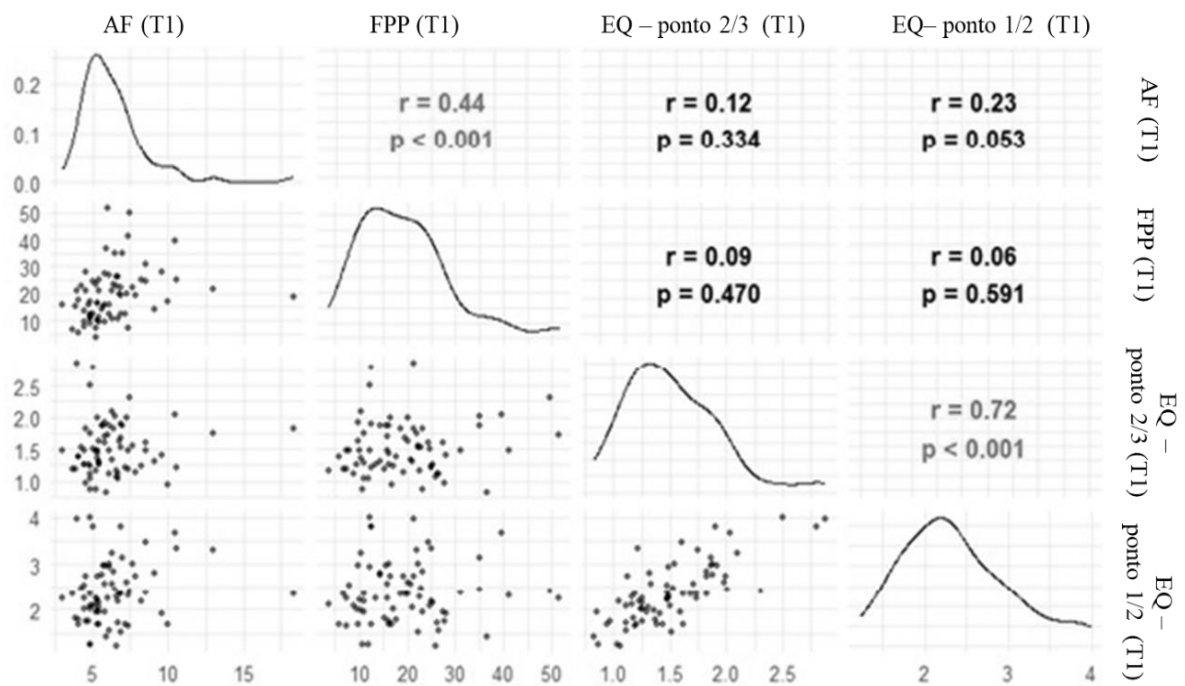 AF (T1) FPP (T1) EQ – ponto 2/3 (T1) EQ– ponto 1/2 (T1)
0.2
0.1
0.0
r = 0.44
p < 0.001
r = 0.12
p = 0.334
r = 0.23
p = 0.053
AF (T1)
50
40
30
20
10
r = 0.09
p = 0.470
r = 0.06
p = 0.591
FPP (T1)
2.5
2.0
1.5
1.0
r = 0.72
p < 0.001
EQ –
ponto 2/3 (T1)
4
3
2
EQ –
ponto 1/2 (T1)
5 10 15 10 20 30 40 50 1.0 1.5 2.0 2.5 2 3 4